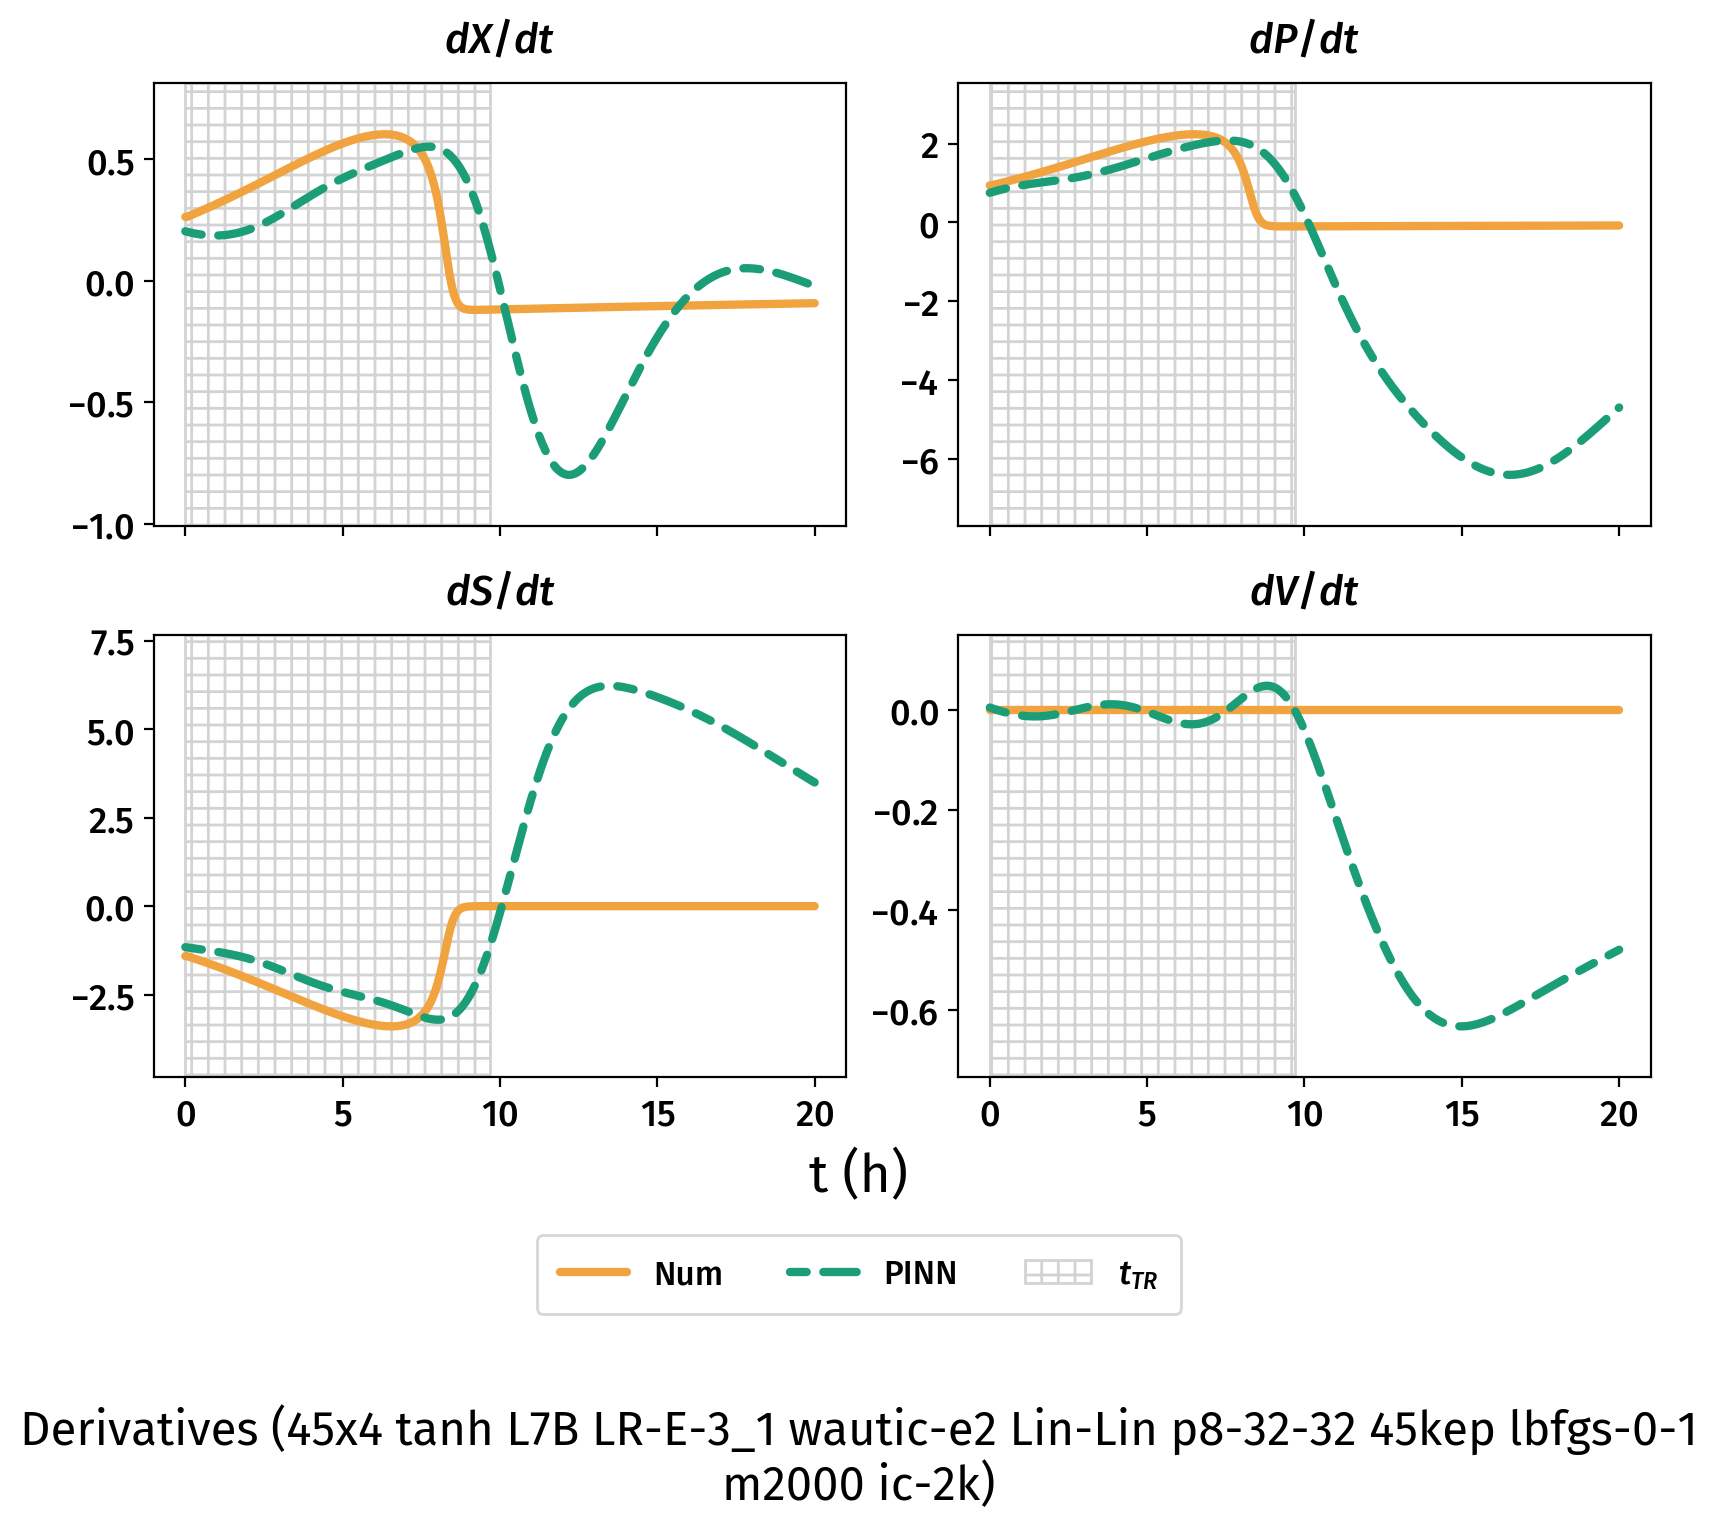 dX/dt
dP/dt
0.5
0.0
−0.5
−1.0
2
0
−2
−4
−6
dS/dt
dV/dt
7.5
5.0
2.5
0.0
−2.5
0.0
−0.2
−0.4
−0.6
0 5 10 15 20
0 5 10 15 20
t (h)
Num PINN tTR
Derivatives (45x4 tanh L7B LR-E-3_1 wautic-e2 Lin-Lin p8-32-32 45kep lbfgs-0-1
m2000 ic-2k)